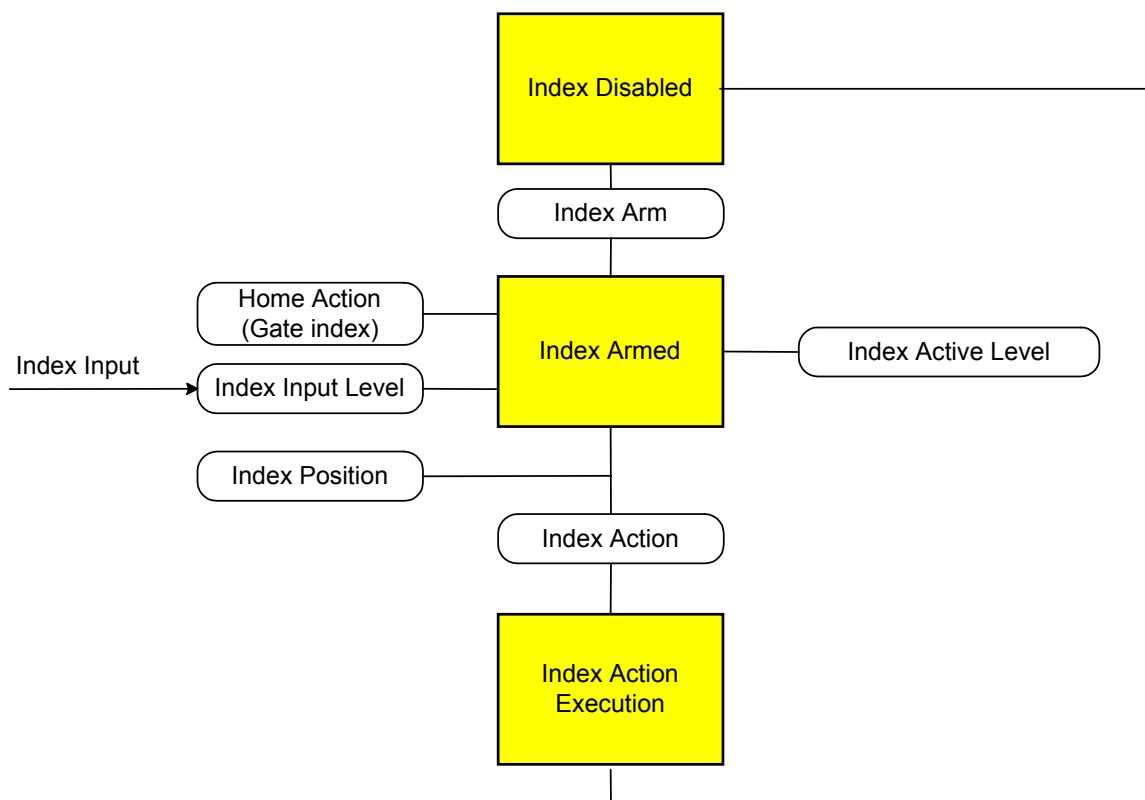 Index Disabled
Index Arm
Home Action
(Gate index)
Index Armed
Index Active Level
Index Input
Index Input Level
Index Position
Index Action
Index Action
Execution